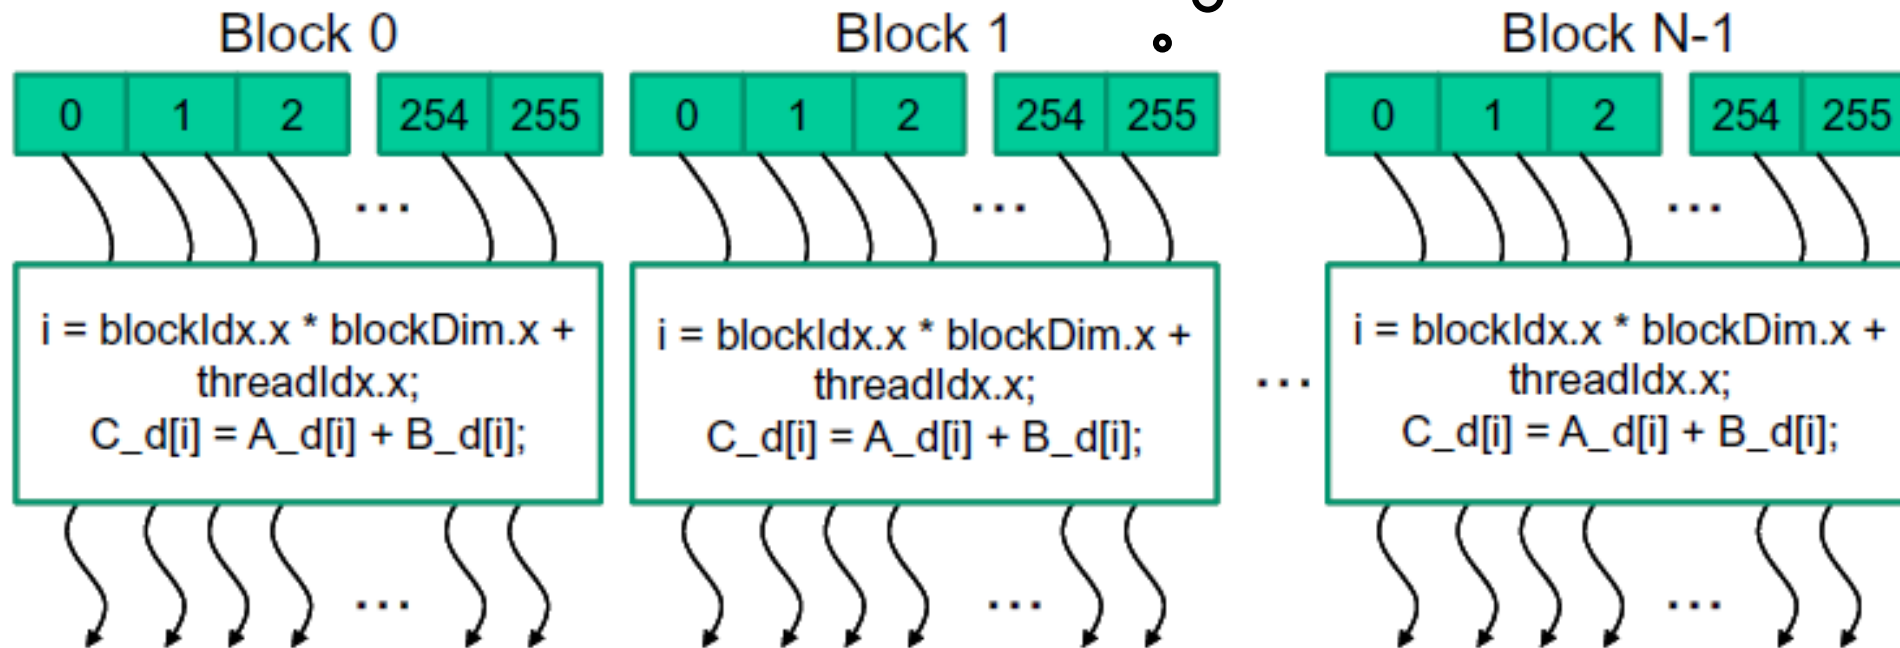 Block 0
0 1 2 254 255
...
i = blockIdx.x * blockDim.x +
threadIdx.x;
C_d[i] = A_d[i] + B_d[i];
...
Block 1
0 1 2 254 255
...
i = blockIdx.x * blockDim.x +
threadIdx.x;
C_d[i] = A_d[i] + B_d[i];
...
...
Block N-1
0 1 2 254 255
...
i = blockIdx.x * blockDim.x +
threadIdx.x;
C_d[i] = A_d[i] + B_d[i];
...